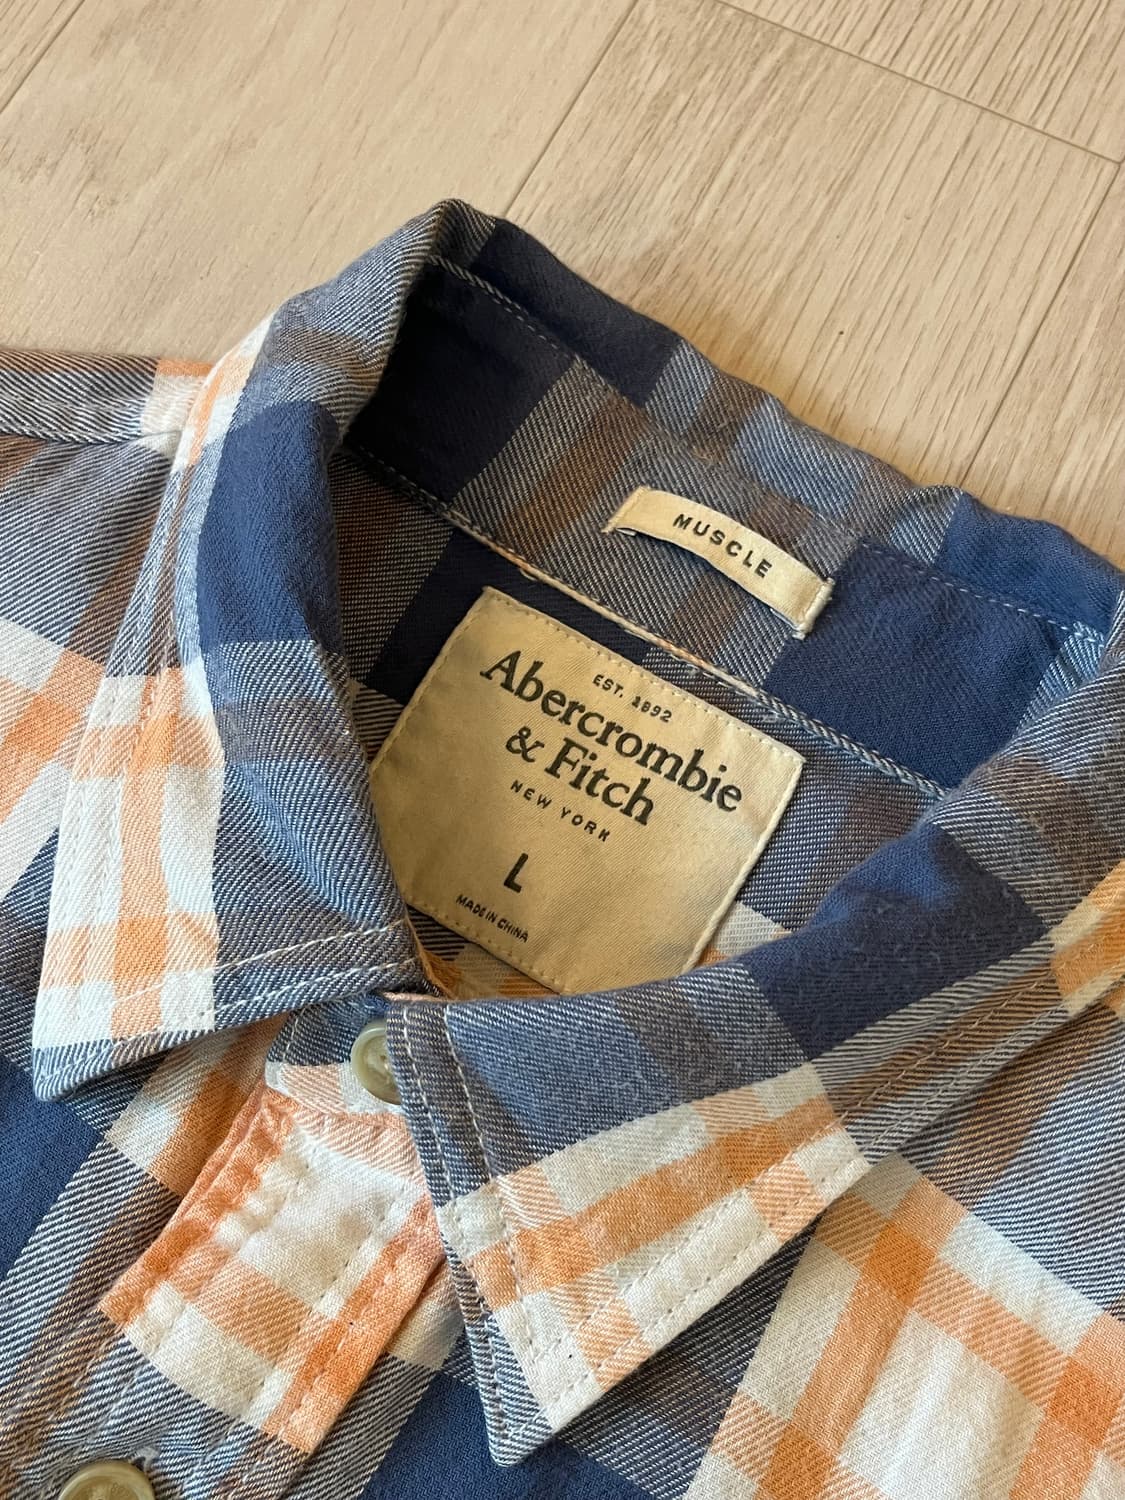 MUSCLE
EST. 1892
Abercrombie
& Fitch
NEW YORK
L
MADE IN CHINA